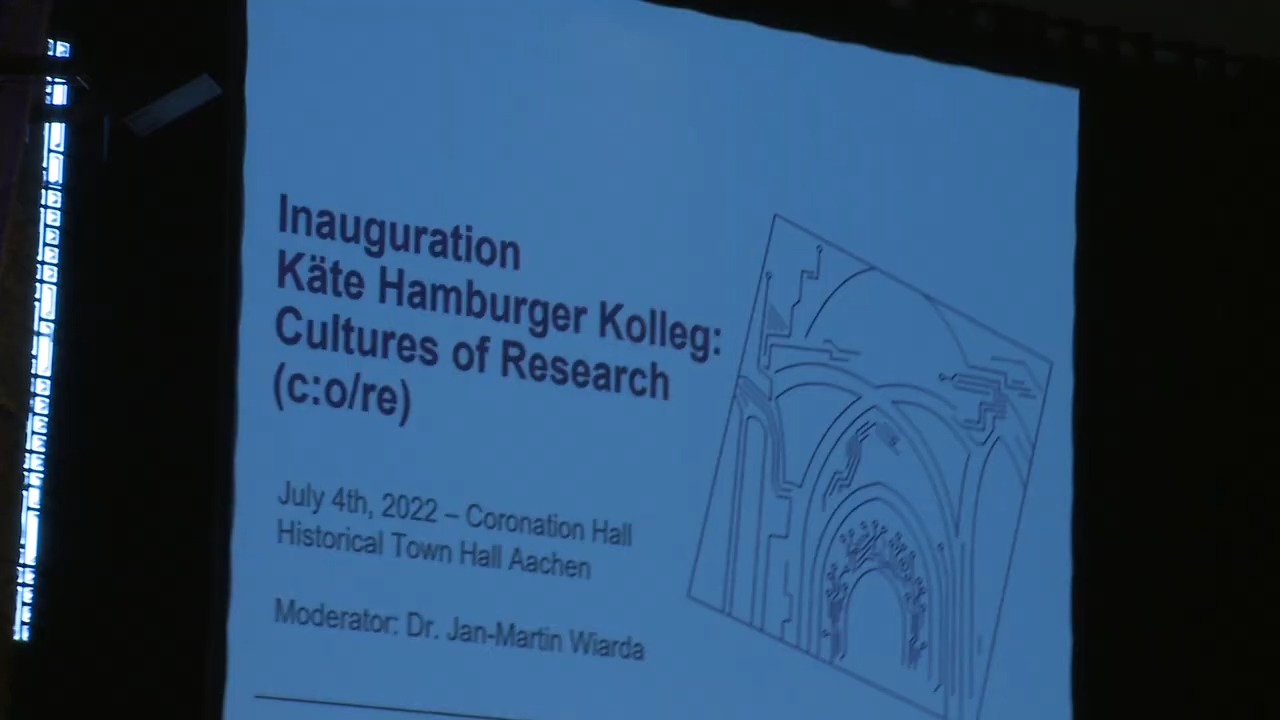 Inauguration
Käte Hamburger Kolleg:
Cultures of Research
(c:o/re)
July 4th, 2022 – Coronation Hall
Historical Town Hall Aachen
Moderator: Dr. Jan-Martin Wiarda